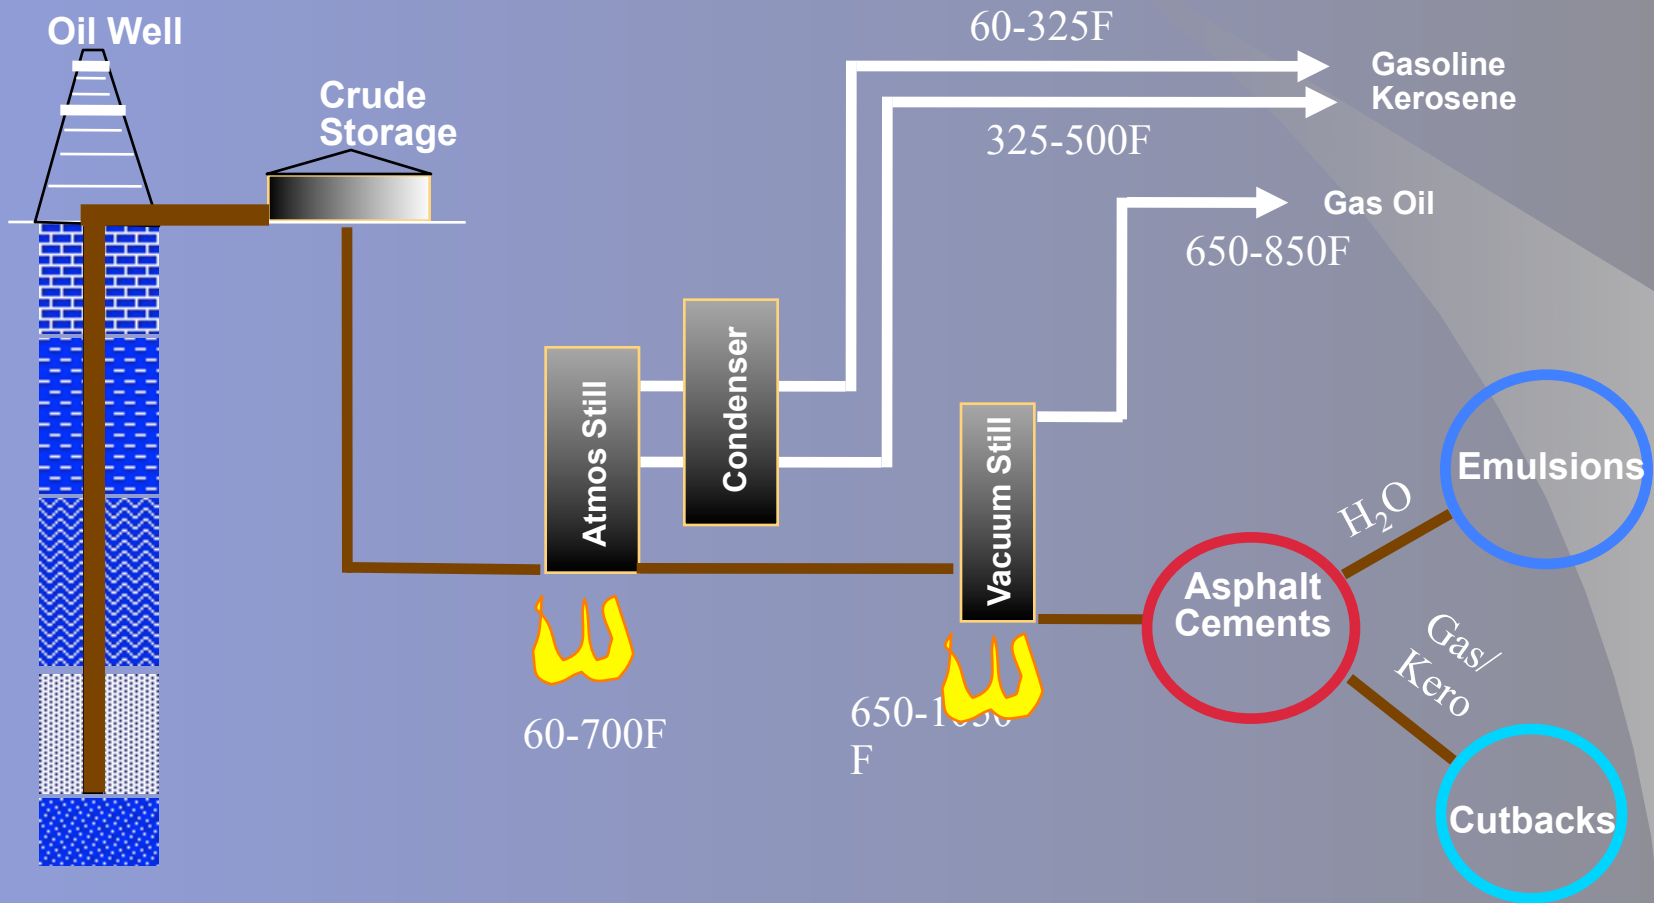 Oil Well
Crude
Storage
60-325F
Gasoline
Kerosene
325-500F
Gas Oil
650-850F
Atmos Still
Condenser
Vacuum Still
60-700F
650-1050
F
Asphalt
Cements
H₂O
Emulsions
Gas/
Kero
Cutbacks